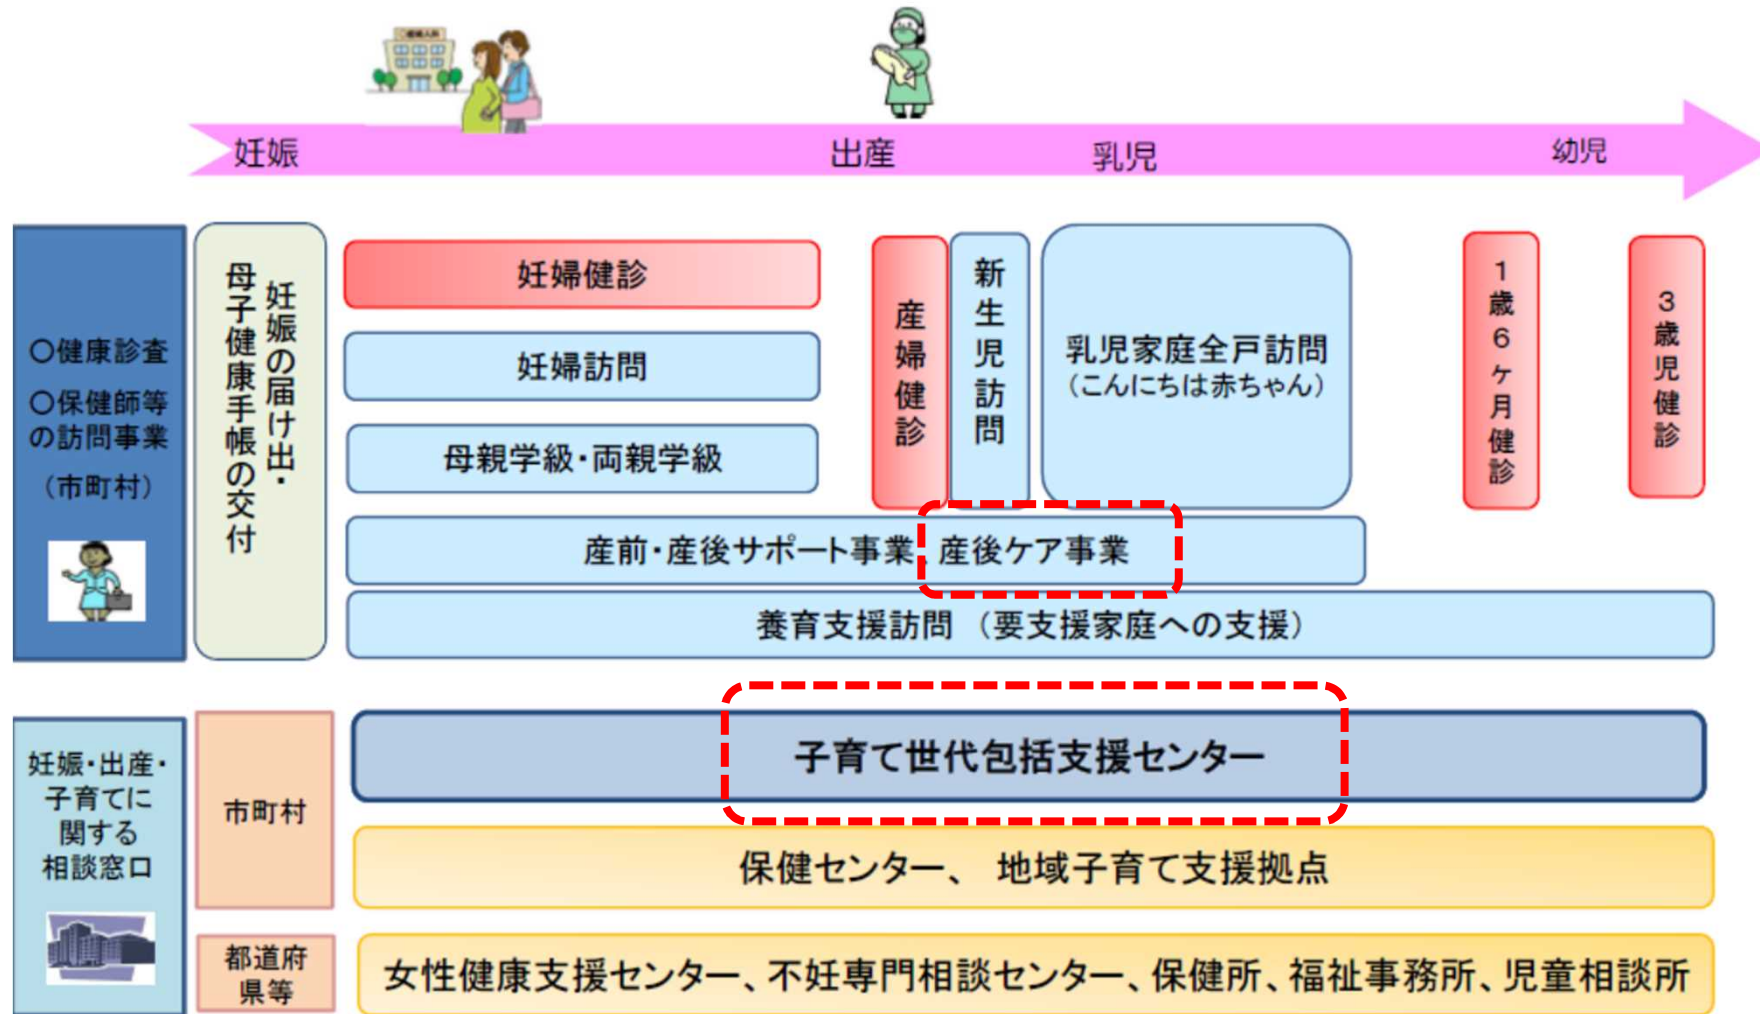 妊娠
出産
乳児
幼児
〇健康診査
〇保健師等
の訪問事業
（市町村）
妊娠の届け出・
母子健康手帳の交付
妊婦健診
妊婦訪問
母親学級・両親学級
産婦健診
新生児訪問
乳児家庭全戸訪問
（こんにちは赤ちゃん）
1歳6ヶ月健診
3歳児健診
産前・産後サポート事業、産後ケア事業
養育支援訪問 （要支援家庭への支援）
妊娠・出産・
子育てに
関する
相談窓口
市町村
子育て世代包括支援センター
保健センター、 地域子育て支援拠点
都道府
県等
女性健康支援センター、不妊専門相談センター、保健所、福祉事務所、児童相談所